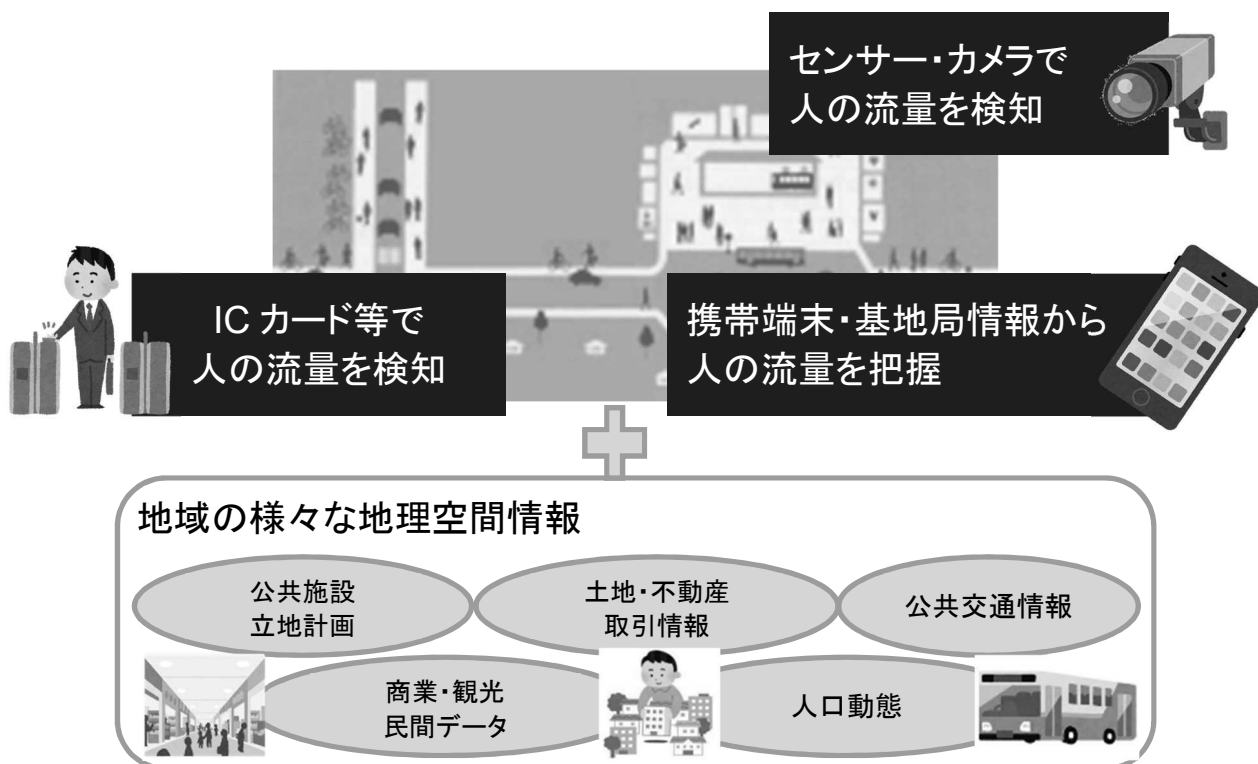 センサー・カメラで
人の流量を検知
IC カード等で
人の流量を検知
携帯端末・基地局情報から
人の流量を把握
地域の様々な地理空間情報
公共施設
立地計画
土地・不動産
取引情報
公共交通情報
商業・観光
民間データ
人口動態